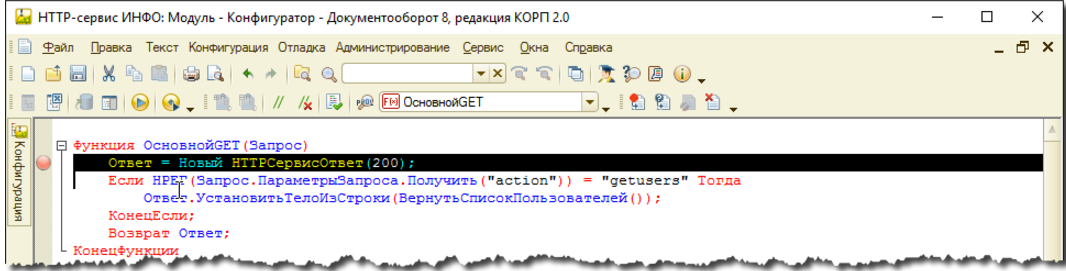 HTTP-сервис ИНФО: Модуль - Конфигуратор - Документооборот 8, редакция КОРП 2.0
Файл Правка Текст Конфигурация Отладка Администрирование Сервис Окна Справка
ОсновнойGET
Конфигурация
Функция ОсновнойGET(Запрос)
Ответ = Новый HTTPСервисОтвет(200);
Если НРЕГ(Запрос.ПараметрыЗапроса.Получить("action")) = "getusers" Тогда
Ответ.УстановитьТелоИзСтроки(ВернутьСписокПользователей());
КонецЕсли;
Возврат Ответ;
КонецФункции